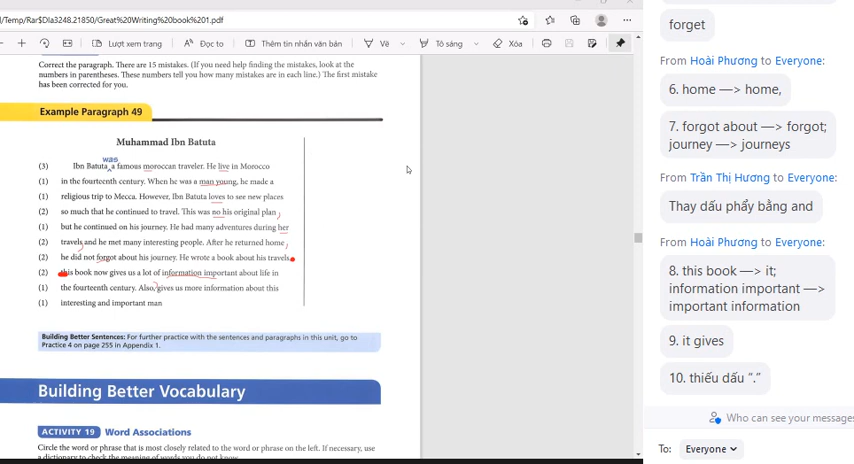 l/Temp/Rar$DIa3248.21850/Great%20Writing%20book%201.pdf
Lượt xem trang
Đọc to
Thêm tin nhắn văn bản
Vẽ
Tô sáng
Xóa
Correct the paragraph. There are 15 mistakes. (If you need help finding the mistakes, look at the
numbers in parentheses. These numbers tell you how many mistakes are in each line.) The first mistake
has been corrected for you.
Example Paragraph 49
Muhammad Ibn Batuta
was
(3) Ibn Batuta a famous moroccan traveler. He live in Morocco
(1) in the fourteenth century. When he was a man young, he made a
(1) religious trip to Mecca. However, Ibn Batuta loves to see new places
(2) so much that he continued to travel. This was no his original plan,
(1) but he continued on his journey. He had many adventures during her
(2) travels, and he met many interesting people. After he returned home,
(2) he did not forgot about his journey. He wrote a book about his travels.
(2) this book now gives us a lot of information important about life in
(1) the fourteenth century. Also, gives us more information about this
(1) interesting and important man
Building Better Sentences: For further practice with the sentences and paragraphs in this unit, go to
Practice 4 on page 255 in Appendix 1.
Building Better Vocabulary
ACTIVITY 19 Word Associations
Circle the word or phrase that is most closely related to the word or phrase on the left. If necessary, use
a dictionary to check the meaning of words you do not know.
forget
From Hoài Phương to Everyone:
6. home —> home,
7. forgot about —> forgot;
journey —> journeys
From Trần Thị Hương to Everyone:
Thay dấu phẩy bằng and
From Hoài Phương to Everyone:
8. this book —> it;
information important —>
important information
9. it gives
10. thiếu dấu “.”
Who can see your messages
To: Everyone